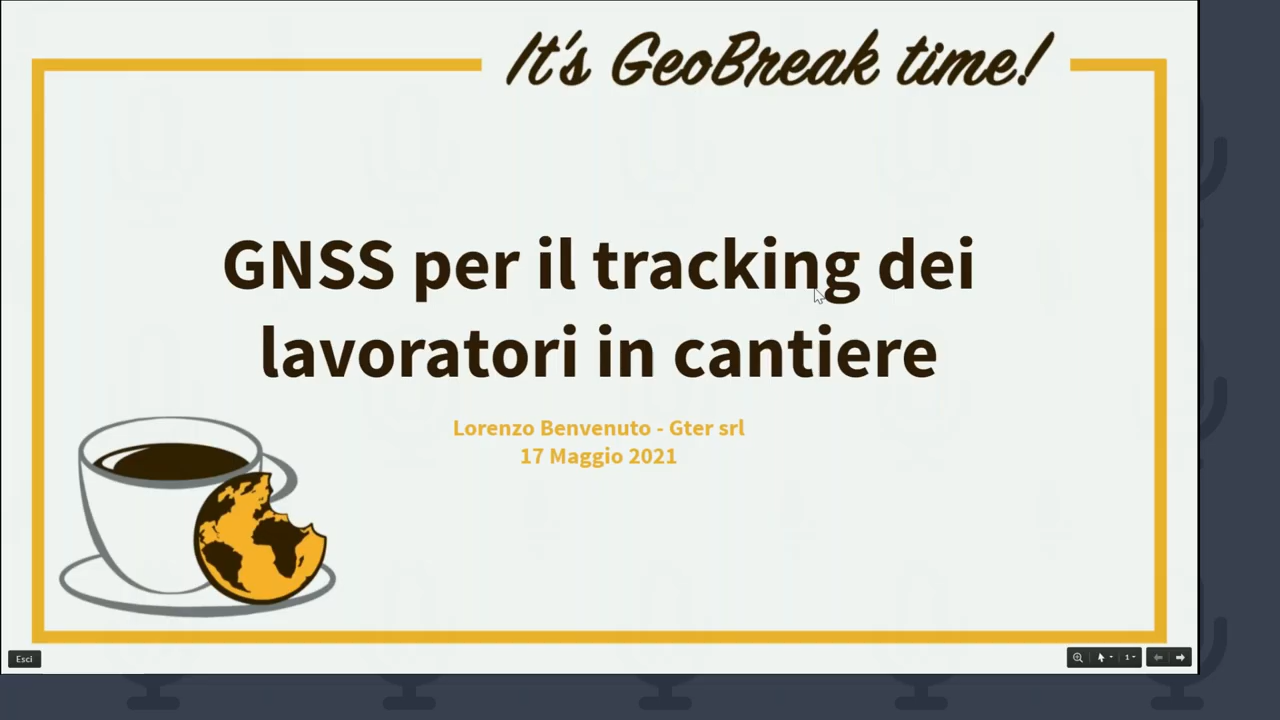 It's GeoBreak time!
GNSS per il tracking dei
lavoratori in cantiere
Lorenzo Benvenuto - Gter srl
17 Maggio 2021
Esci
1